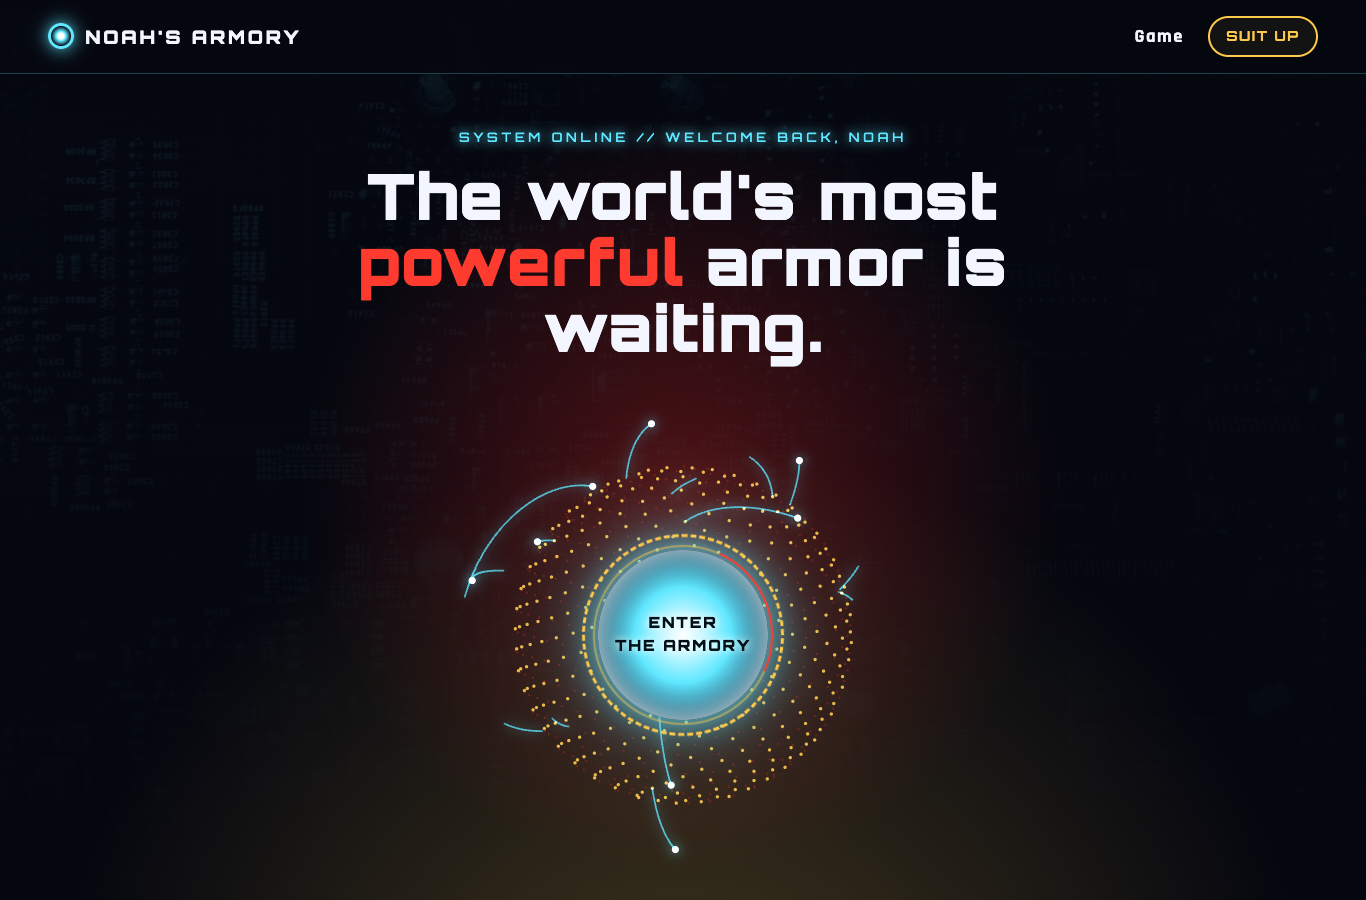 NOAH'S ARMORY
Game
SUIT UP
SYSTEM ONLINE // WELCOME BACK, NOAH
The world's most
powerful armor is
waiting.
ENTER
THE ARMORY